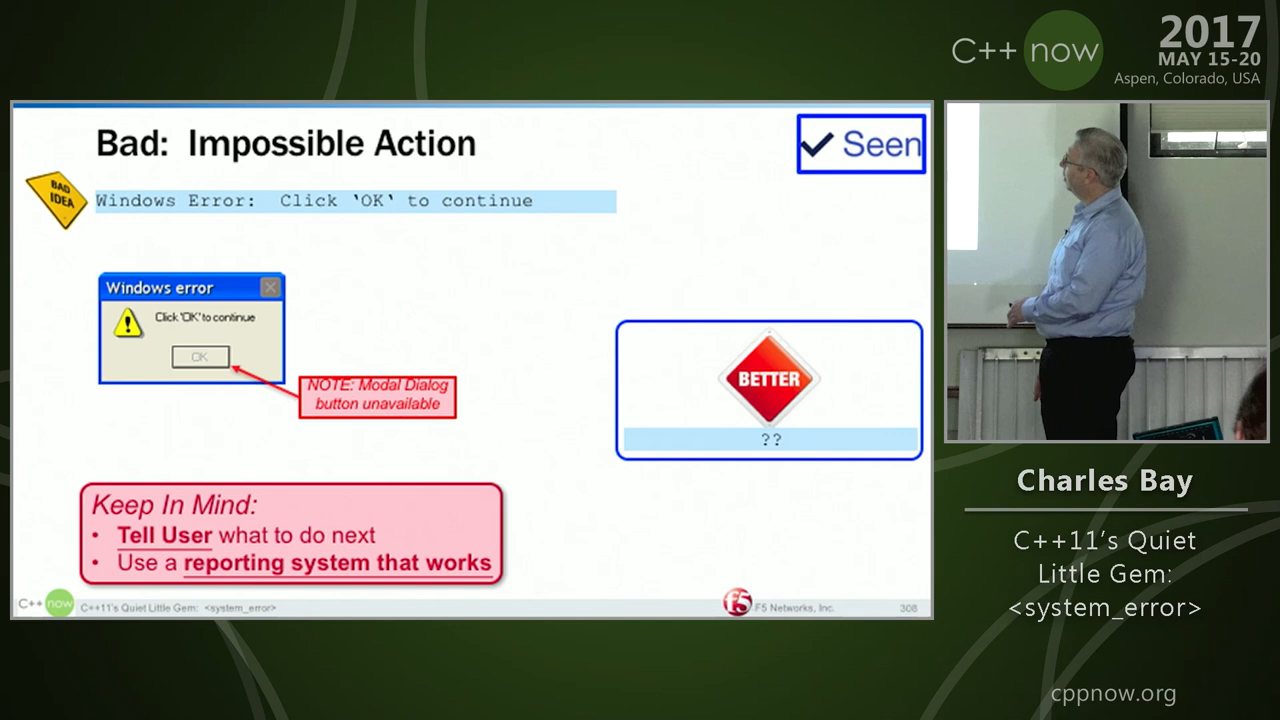 C++ now
2017
MAY 15-20
Aspen, Colorado, USA
Bad: Impossible Action
✓ Seen
BAD
IDEA
Windows Error: Click ‘OK‘ to continue
Windows error
Click 'OK' to continue
OK
NOTE: Modal Dialog
button unavailable
BETTER
??
Keep In Mind:
• Tell User what to do next
• Use a reporting system that works
C++ now
C++11's Quiet Little Gem: <system_error>
f5
F5 Networks, Inc.
308
Charles Bay
C++11’s Quiet
Little Gem:
<system_error>
cppnow.org